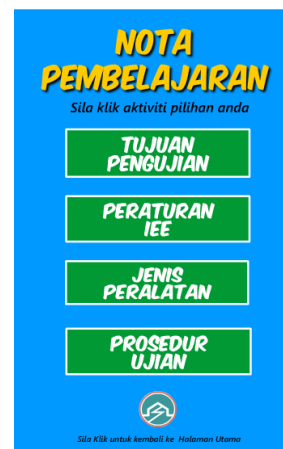 NOTA
PEMBELAJARAN
Sila klik aktiviti pilihan anda
TUJUAN
PENGUJIAN
PERATURAN
IEE
JENIS
PERALATAN
PROSEDUR
UJIAN
Sila Klik untuk kembali ke Halaman Utama